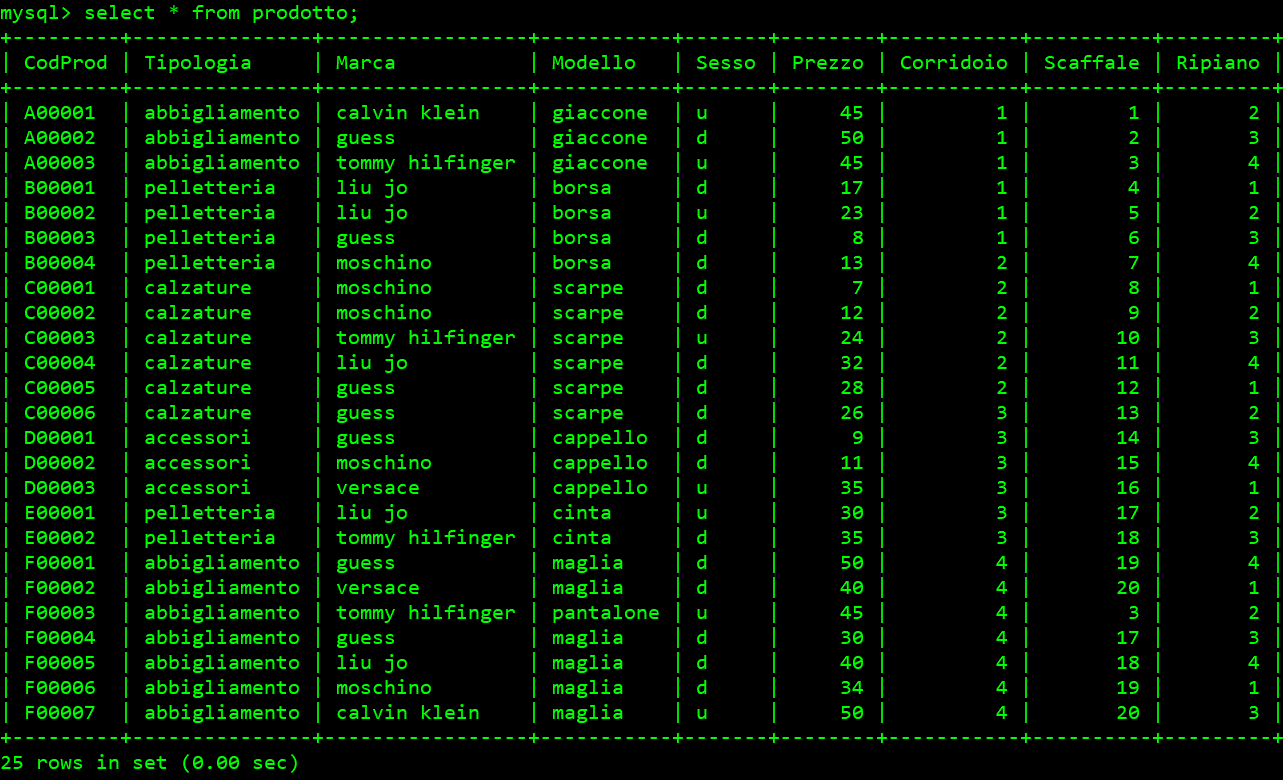 mysql> select * from prodotto;
+---------+---------------+------------------+-----------+-------+--------+-----------+----------+---------+
| CodProd | Tipologia     | Marca            | Modello   | Sesso | Prezzo | Corridoio | Scaffale | Ripiano |
+---------+---------------+------------------+-----------+-------+--------+-----------+----------+---------+
| A00001  | abbigliamento | calvin klein     | giaccone  | u     |     45 |         1 |        1 |       2 |
| A00002  | abbigliamento | guess            | giaccone  | d     |     50 |         1 |        2 |       3 |
| A00003  | abbigliamento | tommy hilfinger  | giaccone  | u     |     45 |         1 |        3 |       4 |
| B00001  | pelletteria   | liu jo           | borsa     | d     |     17 |         1 |        4 |       1 |
| B00002  | pelletteria   | liu jo           | borsa     | u     |     23 |         1 |        5 |       2 |
| B00003  | pelletteria   | guess            | borsa     | d     |      8 |         1 |        6 |       3 |
| B00004  | pelletteria   | moschino         | borsa     | d     |     13 |         2 |        7 |       4 |
| C00001  | calzature     | moschino         | scarpe    | d     |      7 |         2 |        8 |       1 |
| C00002  | calzature     | moschino         | scarpe    | d     |     12 |         2 |        9 |       2 |
| C00003  | calzature     | tommy hilfinger  | scarpe    | u     |     24 |         2 |       10 |       3 |
| C00004  | calzature     | liu jo           | scarpe    | d     |     32 |         2 |       11 |       4 |
| C00005  | calzature     | guess            | scarpe    | d     |     28 |         2 |       12 |       1 |
| C00006  | calzature     | guess            | scarpe    | d     |     26 |         3 |       13 |       2 |
| D00001  | accessori     | guess            | cappello  | d     |      9 |         3 |       14 |       3 |
| D00002  | accessori     | moschino         | cappello  | d     |     11 |         3 |       15 |       4 |
| D00003  | accessori     | versace          | cappello  | u     |     35 |         3 |       16 |       1 |
| E00001  | pelletteria   | liu jo           | cinta     | u     |     30 |         3 |       17 |       2 |
| E00002  | pelletteria   | tommy hilfinger  | cinta     | d     |     35 |         3 |       18 |       3 |
| F00001  | abbigliamento | guess            | maglia    | d     |     50 |         4 |       19 |       4 |
| F00002  | abbigliamento | versace          | maglia    | d     |     40 |         4 |       20 |       1 |
| F00003  | abbigliamento | tommy hilfinger  | pantalone | u     |     45 |         4 |        3 |       2 |
| F00004  | abbigliamento | guess            | maglia    | d     |     30 |         4 |       17 |       3 |
| F00005  | abbigliamento | liu jo           | maglia    | d     |     40 |         4 |       18 |       4 |
| F00006  | abbigliamento | moschino         | maglia    | d     |     34 |         4 |       19 |       1 |
| F00007  | abbigliamento | calvin klein     | maglia    | u     |     50 |         4 |       20 |       3 |
+---------+---------------+------------------+-----------+-------+--------+-----------+----------+---------+
25 rows in set (0.00 sec)